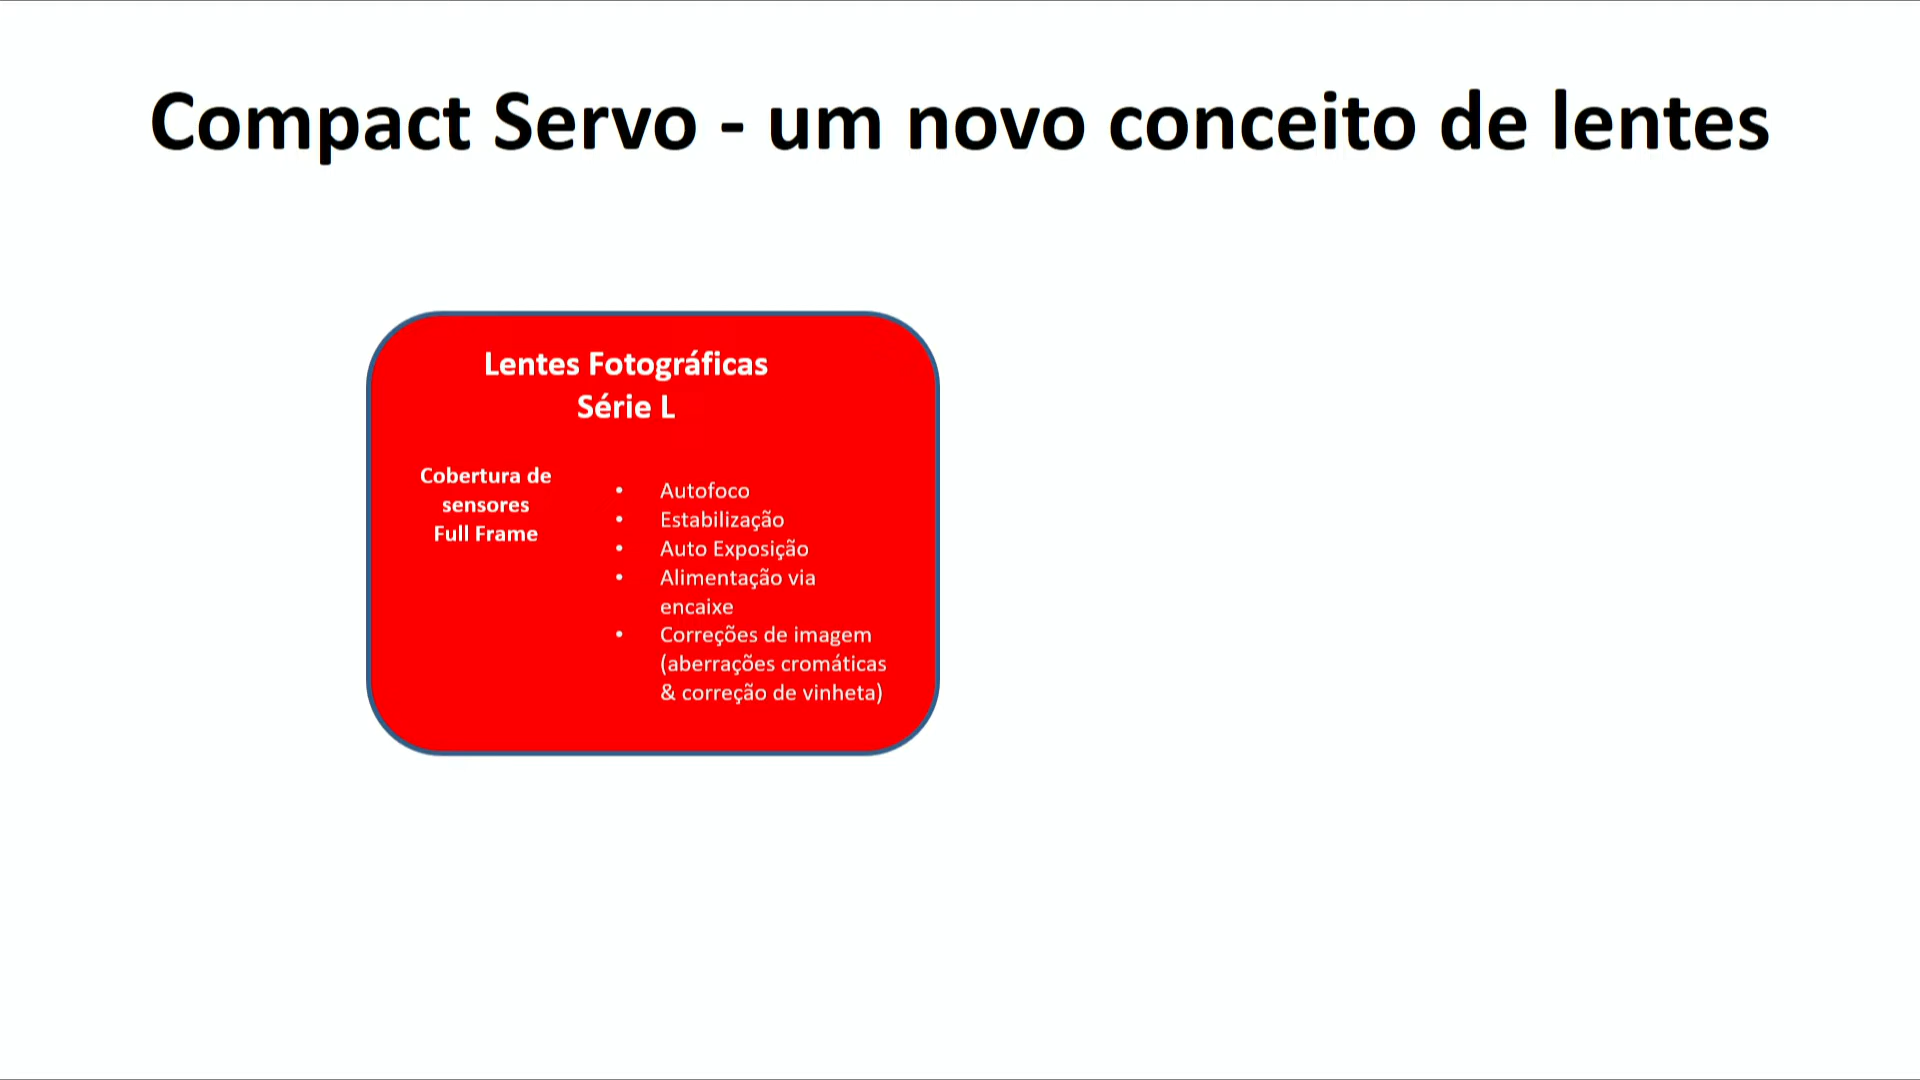 Compact Servo - um novo conceito de lentes
Lentes Fotográficas
Série L
Cobertura de
sensores
Full Frame
• Autofoco
• Estabilização
• Auto Exposição
• Alimentação via
encaixe
• Correções de imagem
(aberrações cromáticas
& correção de vinheta)